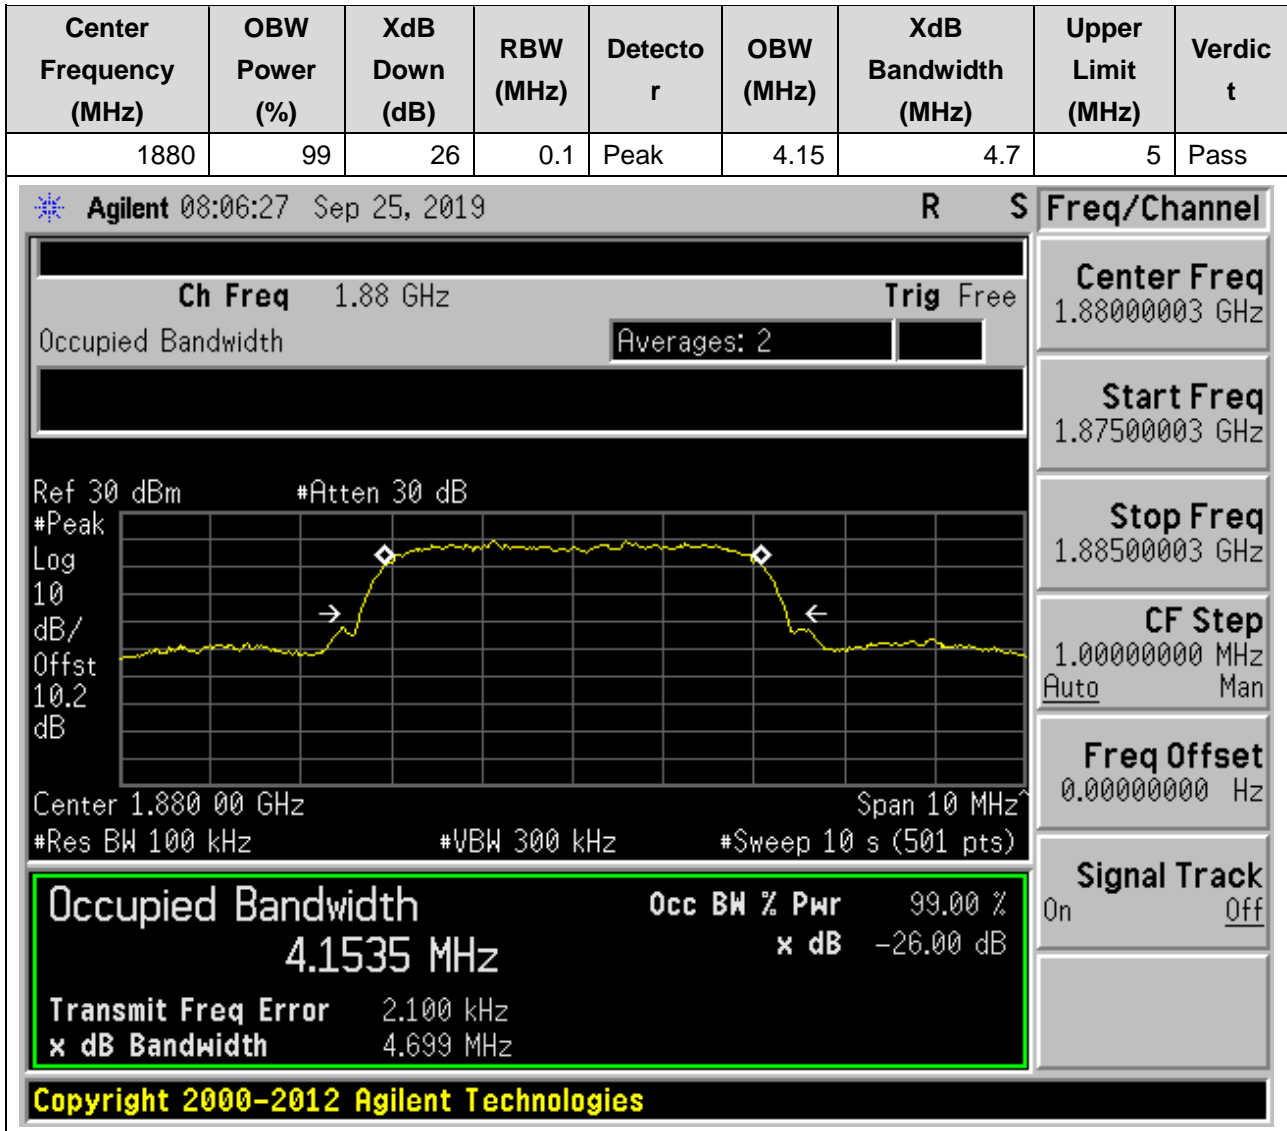 Center Frequency (MHz) OBW Power (%) XdB Down (dB) RBW (MHz) Detector OBW (MHz) XdB Bandwidth (MHz) Upper Limit (MHz) Verdict
1880 99 26 0.1 Peak 4.15 4.7 5 Pass
Agilent 08:06:27 Sep 25, 2019 R S
Ch Freq 1.88 GHz Trig Free
Occupied Bandwidth Averages: 2
Ref 30 dBm #Atten 30 dB
#Peak
Log
10
dB/
Offst
10.2
dB
Center 1.880 00 GHz Span 10 MHz^
#Res BW 100 kHz #VBW 300 kHz #Sweep 10 s (501 pts)
Occupied Bandwidth Occ BW % Pwr 99.00 %
4.1535 MHz x dB -26.00 dB
Transmit Freq Error 2.100 kHz
x dB Bandwidth 4.699 MHz
Freq/Channel
Center Freq
1.88000003 GHz
Start Freq
1.87500003 GHz
Stop Freq
1.88500003 GHz
CF Step
1.00000000 MHz
Auto Man
Freq Offset
0.00000000 Hz
Signal Track
On Off
Copyright 2000-2012 Agilent Technologies